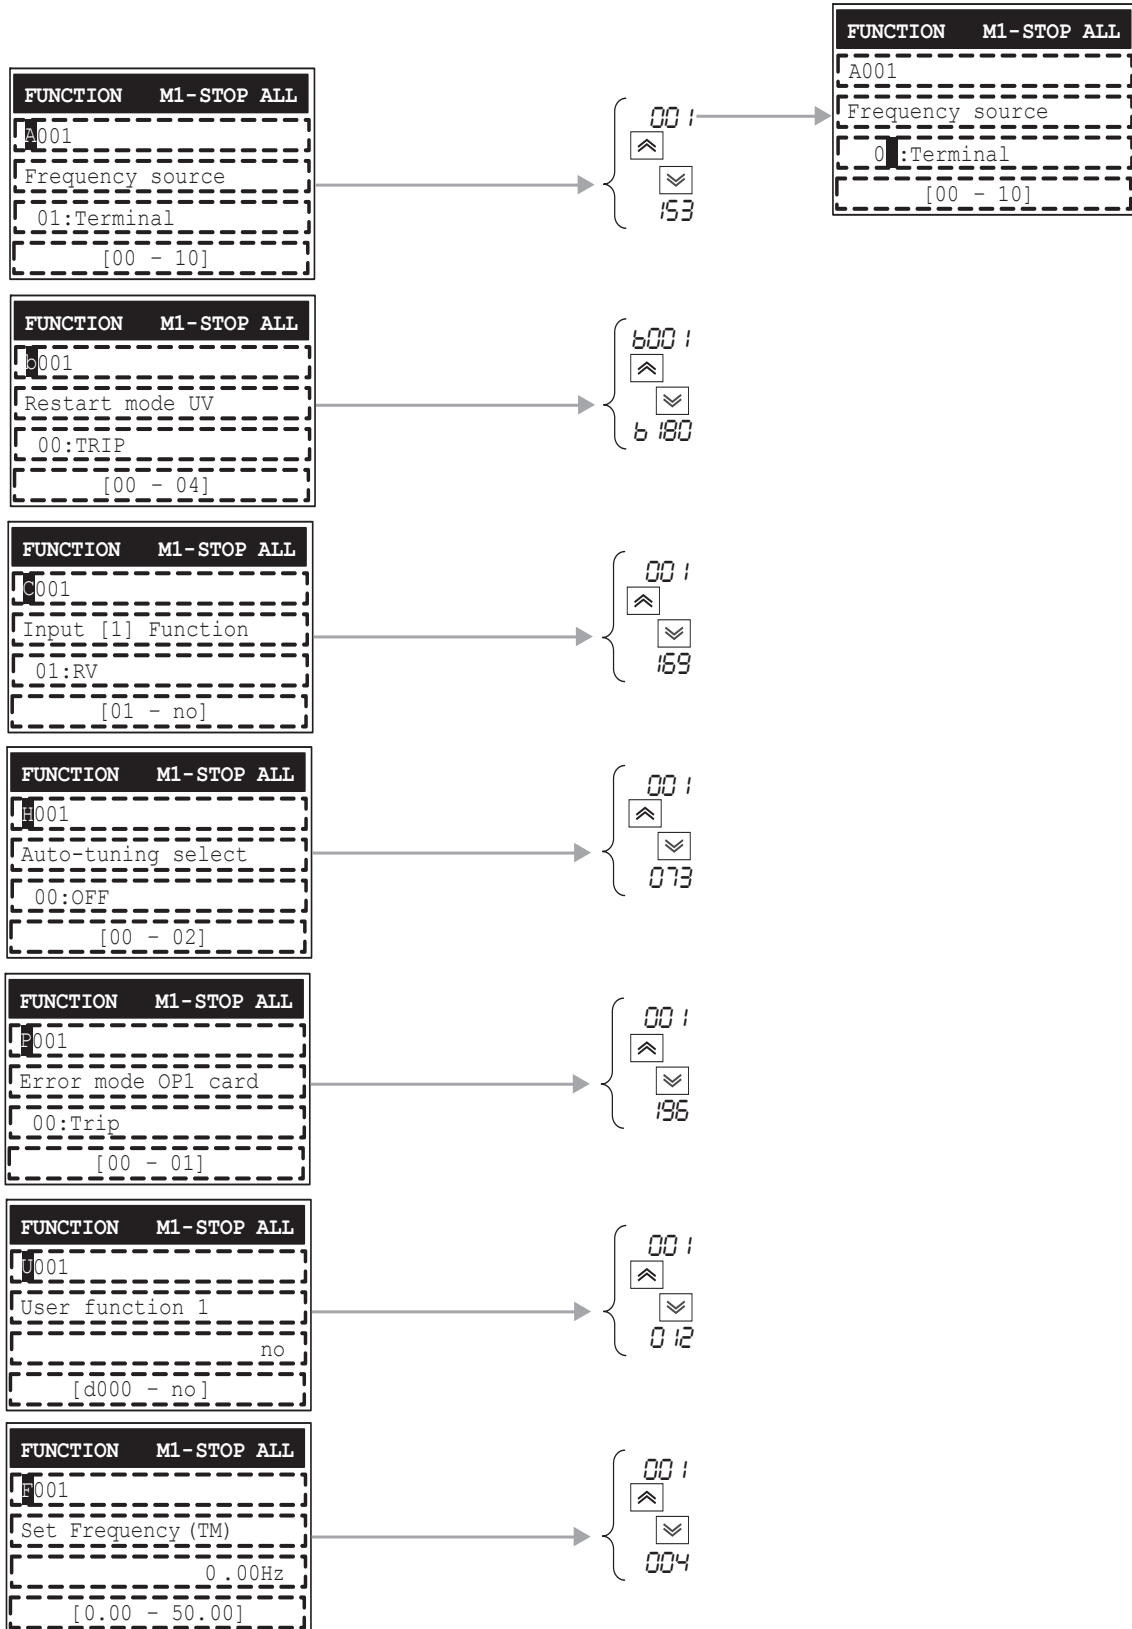 FUNCTION M1-STOP ALL
A001
Frequency source
01:Terminal
[00 – 10]
001
153
FUNCTION M1-STOP ALL
A001
Frequency source
0 :Terminal
[00 – 10]
FUNCTION M1-STOP ALL
b001
Restart mode UV
00:TRIP
[00 – 04]
b001
b180
FUNCTION M1-STOP ALL
C001
Input [1] Function
01:RV
[01 – no]
001
169
FUNCTION M1-STOP ALL
H001
Auto-tuning select
00:OFF
[00 – 02]
001
073
FUNCTION M1-STOP ALL
P001
Error mode OP1 card
00:Trip
[00 – 01]
001
196
FUNCTION M1-STOP ALL
U001
User function 1
no
[d000 – no]
001
012
FUNCTION M1-STOP ALL
F001
Set Frequency(TM)
0.00Hz
[0.00 – 50.00]
001
004